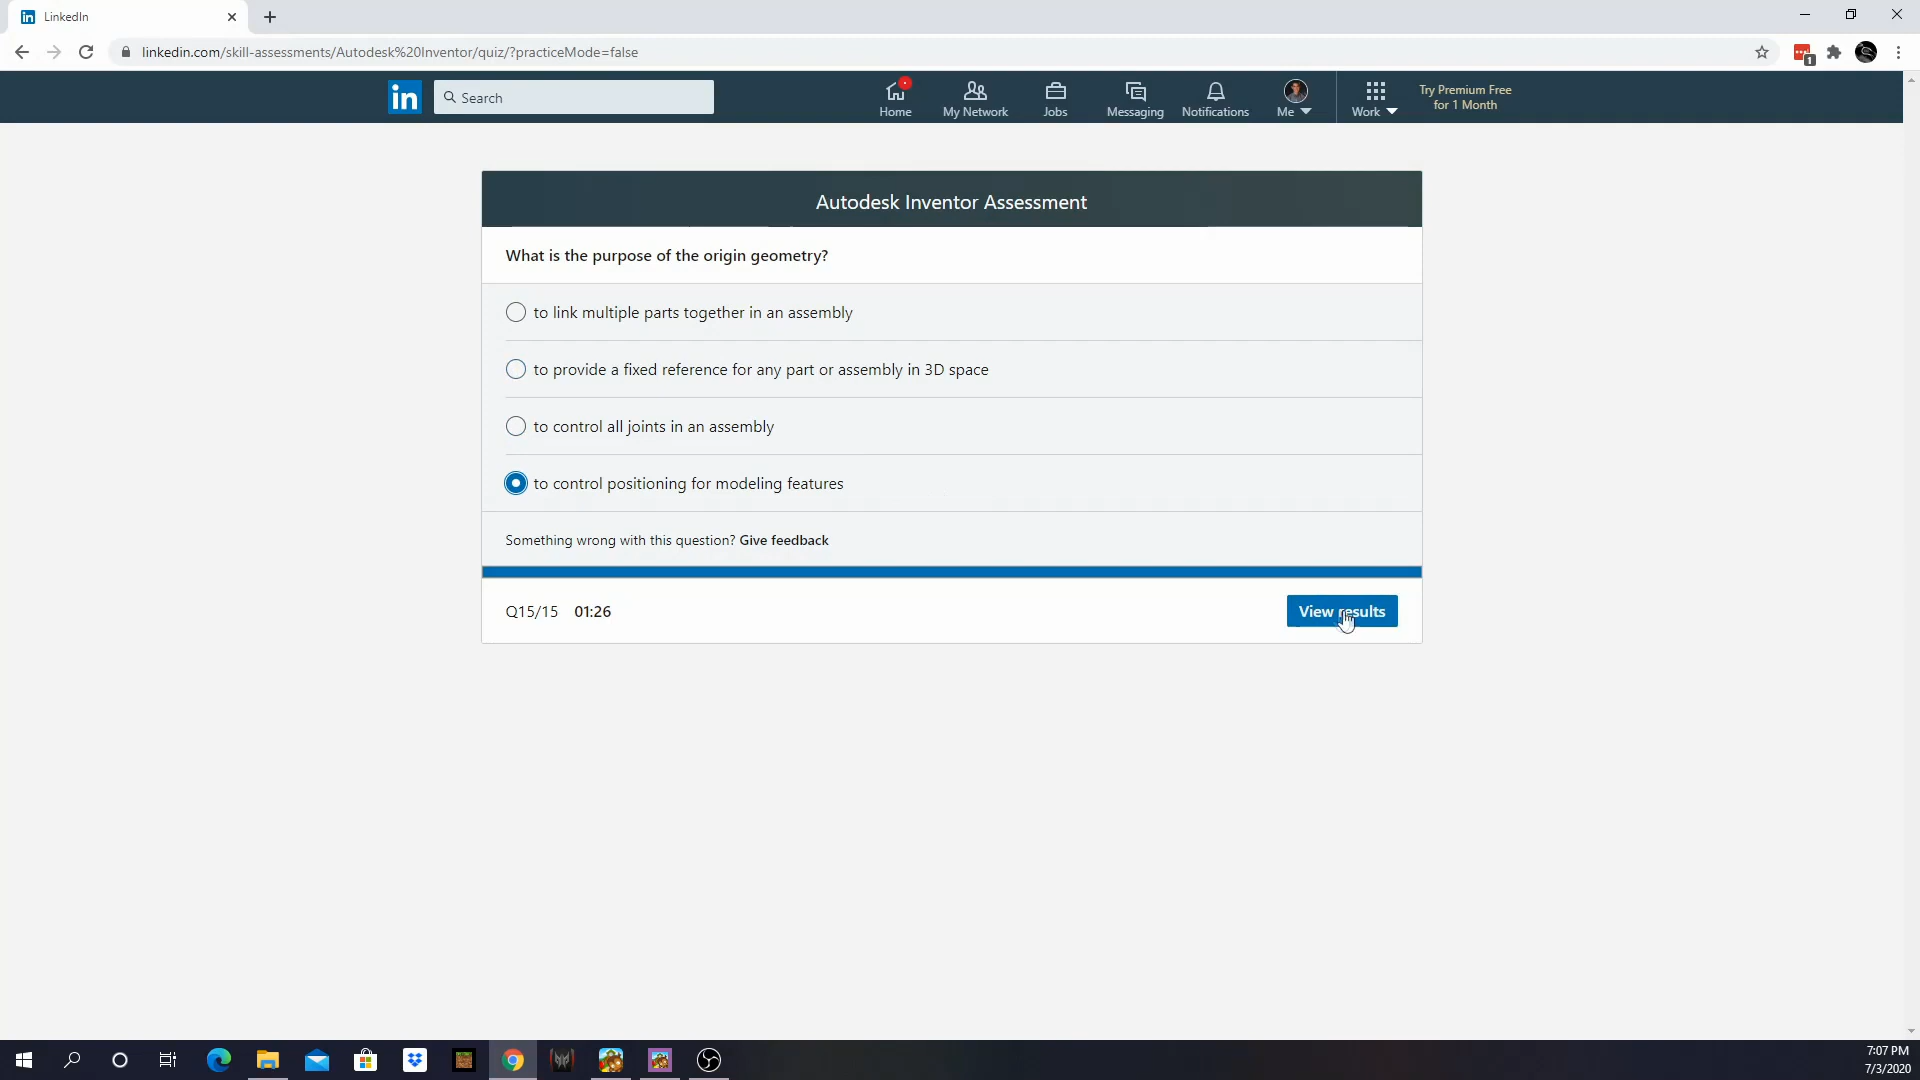 LinkedIn
linkedin.com/skill-assessments/Autodesk%20Inventor/quiz/?practiceMode=false
1
in
Search
Home
My Network
Jobs
Messaging
Notifications
Me
Work
Try Premium Free
for 1 Month
Autodesk Inventor Assessment
What is the purpose of the origin geometry?
to link multiple parts together in an assembly
to provide a fixed reference for any part or assembly in 3D space
to control all joints in an assembly
to control positioning for modeling features
Something wrong with this question? Give feedback
Q15/15 01:26
View results
7:07 PM
7/3/2020